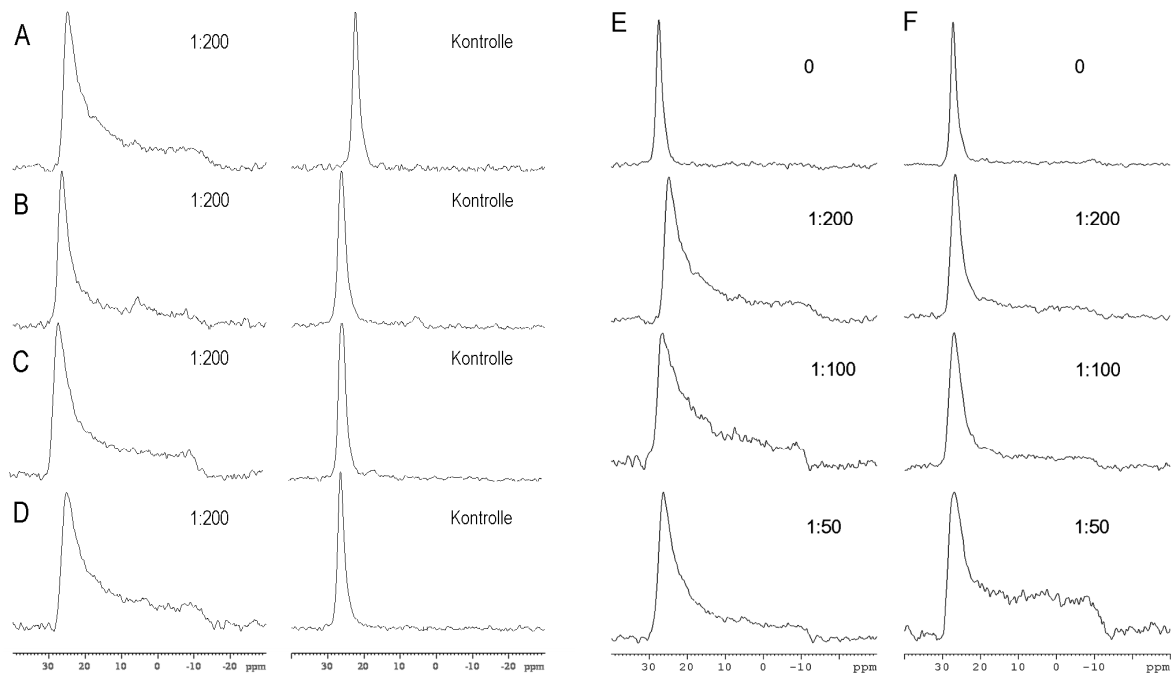 A 1:200 Kontrolle
B 1:200 Kontrolle
C 1:200 Kontrolle
D 1:200 Kontrolle
30 20 10 0 -10 -20 ppm
30 20 10 0 -10 -20 ppm
E 0
1:200
1:100
1:50
30 20 10 0 -10 ppm
F 0
1:200
1:100
1:50
30 20 10 0 -10 ppm